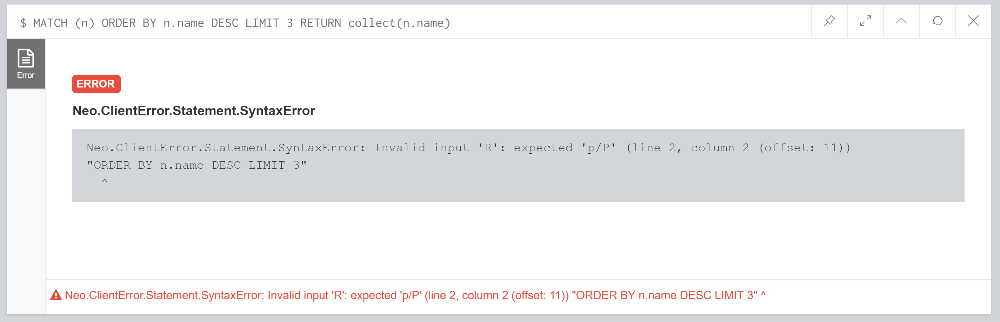 $ MATCH (n) ORDER BY n.name DESC LIMIT 3 RETURN collect(n.name)
Error
ERROR
Neo.ClientError.Statement.SyntaxError
Neo.ClientError.Statement.SyntaxError: Invalid input 'R': expected 'p/P' (line 2, column 2 (offset: 11))
"ORDER BY n.name DESC LIMIT 3"
^
Neo.ClientError.Statement.SyntaxError: Invalid input 'R': expected 'p/P' (line 2, column 2 (offset: 11)) "ORDER BY n.name DESC LIMIT 3" ^